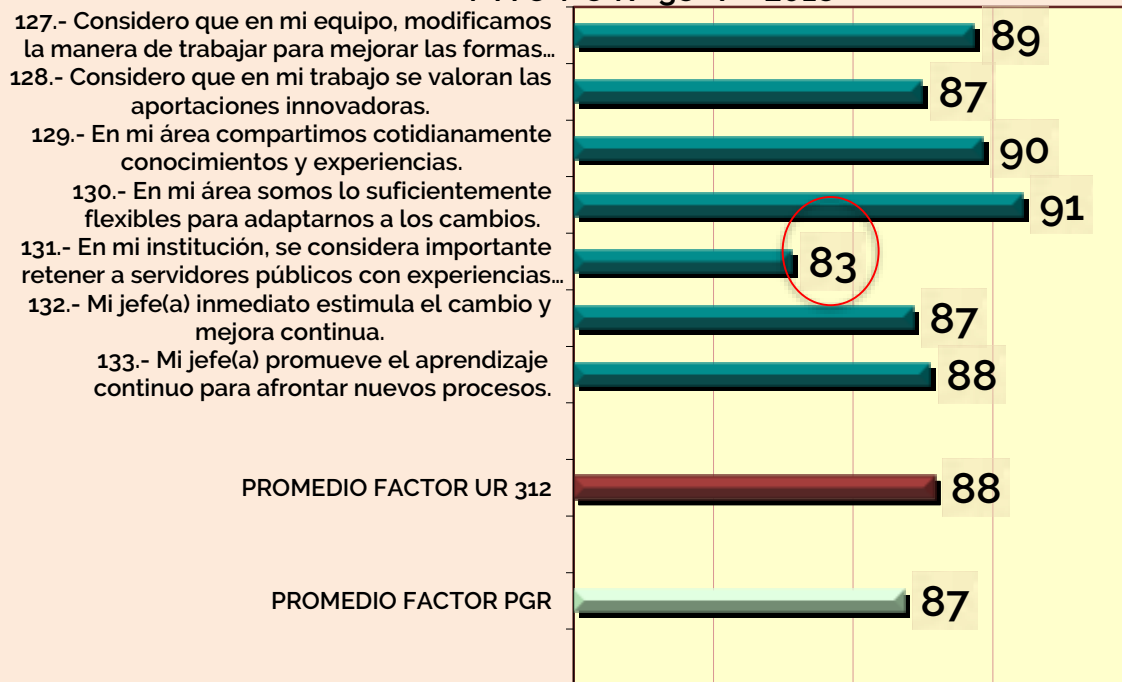 2018
127.- Considero que en mi equipo, modificamos
la manera de trabajar para mejorar las formas…
89
128.- Considero que en mi trabajo se valoran las
aportaciones innovadoras.
87
129.- En mi área compartimos cotidianamente
conocimientos y experiencias.
90
130.- En mi área somos lo suficientemente
flexibles para adaptarnos a los cambios.
91
131.- En mi institución, se considera importante
retener a servidores públicos con experiencias…
83
132.- Mi jefe(a) inmediato estimula el cambio y
mejora continua.
87
133.- Mi jefe(a) promueve el aprendizaje
continuo para afrontar nuevos procesos.
88
PROMEDIO FACTOR UR 312
88
PROMEDIO FACTOR PGR
87